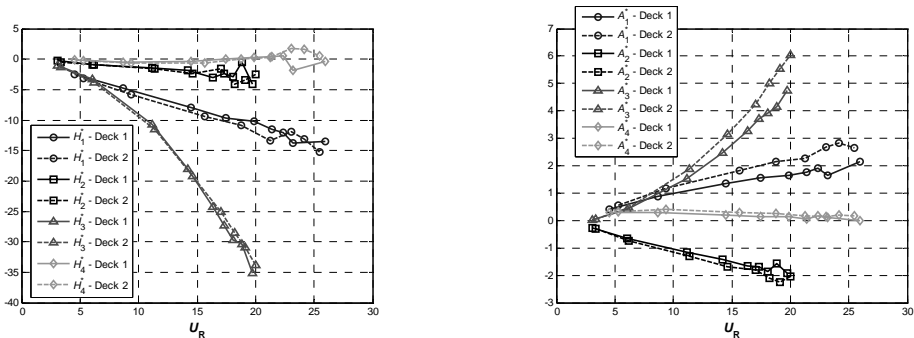 5
0
-5
-10
-15
-20
-25
-30
-35
-40
0 5 10 15 20 25 30
U_R
H₁* - Deck 1
H₁* - Deck 2
H₂* - Deck 1
H₂* - Deck 2
H₃* - Deck 1
H₃* - Deck 2
H₄* - Deck 1
H₄* - Deck 2
7
6
5
4
3
2
1
0
-1
-2
-3
0 5 10 15 20 25 30
U_R
A₁* - Deck 1
A₁* - Deck 2
A₂* - Deck 1
A₂* - Deck 2
A₃* - Deck 1
A₃* - Deck 2
A₄* - Deck 1
A₄* - Deck 2